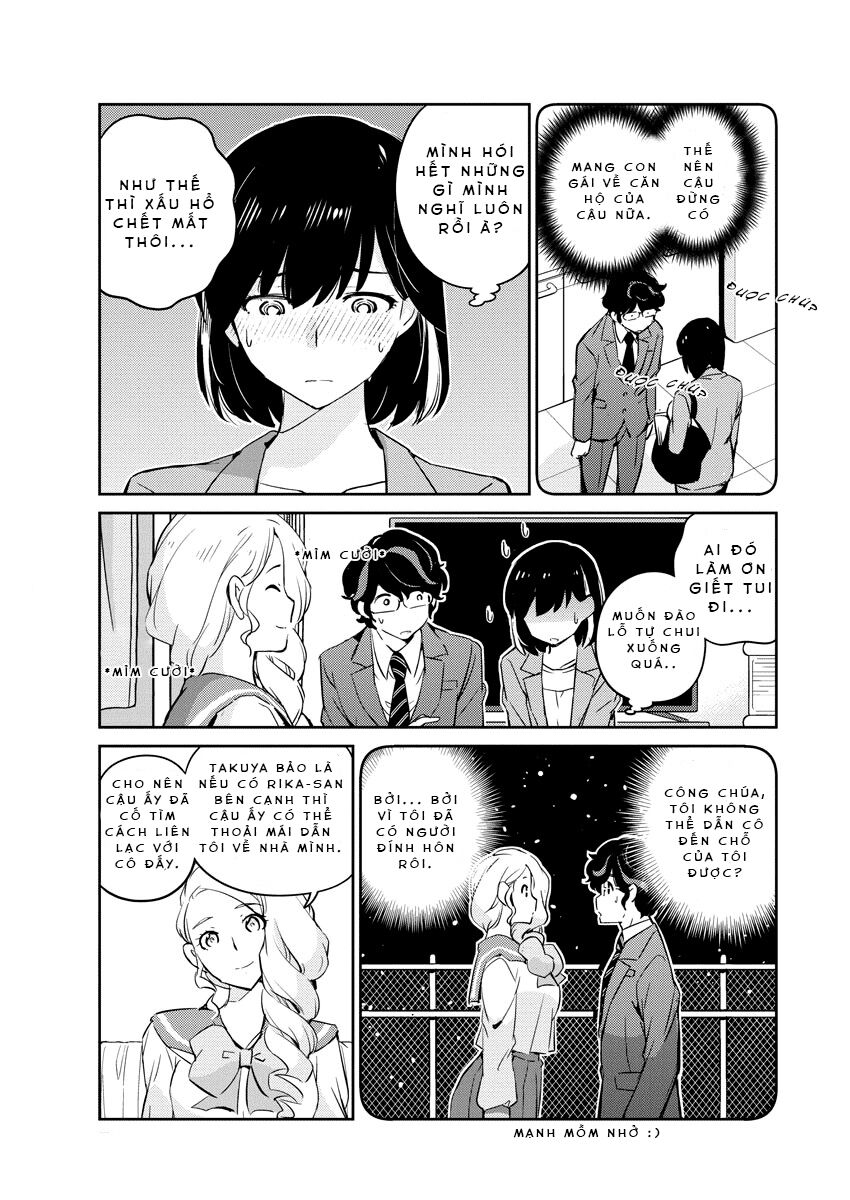 THẾ
NÊN
CẬU
ĐỪNG
CÓ
MANG CON
GÁI VỀ CĂN
HỘ CỦA
CẬU NỮA.
ĐƯỢC CHÚP
ĐƯỢC CHÚP
MÌNH HÓI
HẾT NHỮNG
GÌ MÌNH
NGHĨ LUÔN
RỒI À?
NHƯ THẾ
THÌ XẤU HỔ
CHẾT MẤT
THÔI...
AI ĐÓ
LÀM ƠN
GIẾT TUI
ĐI...
MUỐN ĐÀO
LỖ TỰ CHUI
XUỐNG
QUÁ..
*MỈM CƯỜI*
*MỈM CƯỜI*
CÔNG CHÚA,
TÔI KHÔNG
THỂ DẪN CÔ
ĐẾN CHỖ
CỦA TÔI
ĐƯỢC?
BỞI... BỞI
VÌ TÔI ĐÃ
CÓ NGƯỜI
ĐÍNH HÔN
RÔI.
TAKUYA BẢO LÀ
NẾU CÓ RIKA-SAN
BÊN CẠNH THÌ
CẬU ẤY CÓ THỂ
THOẢI MÁI DẪN
TÔI VỀ NHÀ MÌNH.
CHO NÊN
CẬU ẤY ĐÃ
CỐ TÌM
CÁCH LIÊN
LẠC VỚI
CÔ ĐẤY.
MẠNH MỒM NHỞ :)